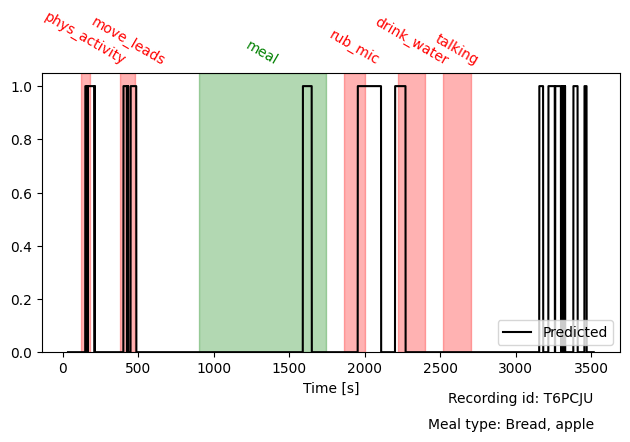 phys_activity move_leads meal rub_mic drink_water talking
1.0
0.8
0.6
0.4
0.2
0.0
Predicted
0 500 1000 1500 2000 2500 3000 3500
Time [s]
Recording id: T6PCJU
Meal type: Bread, apple